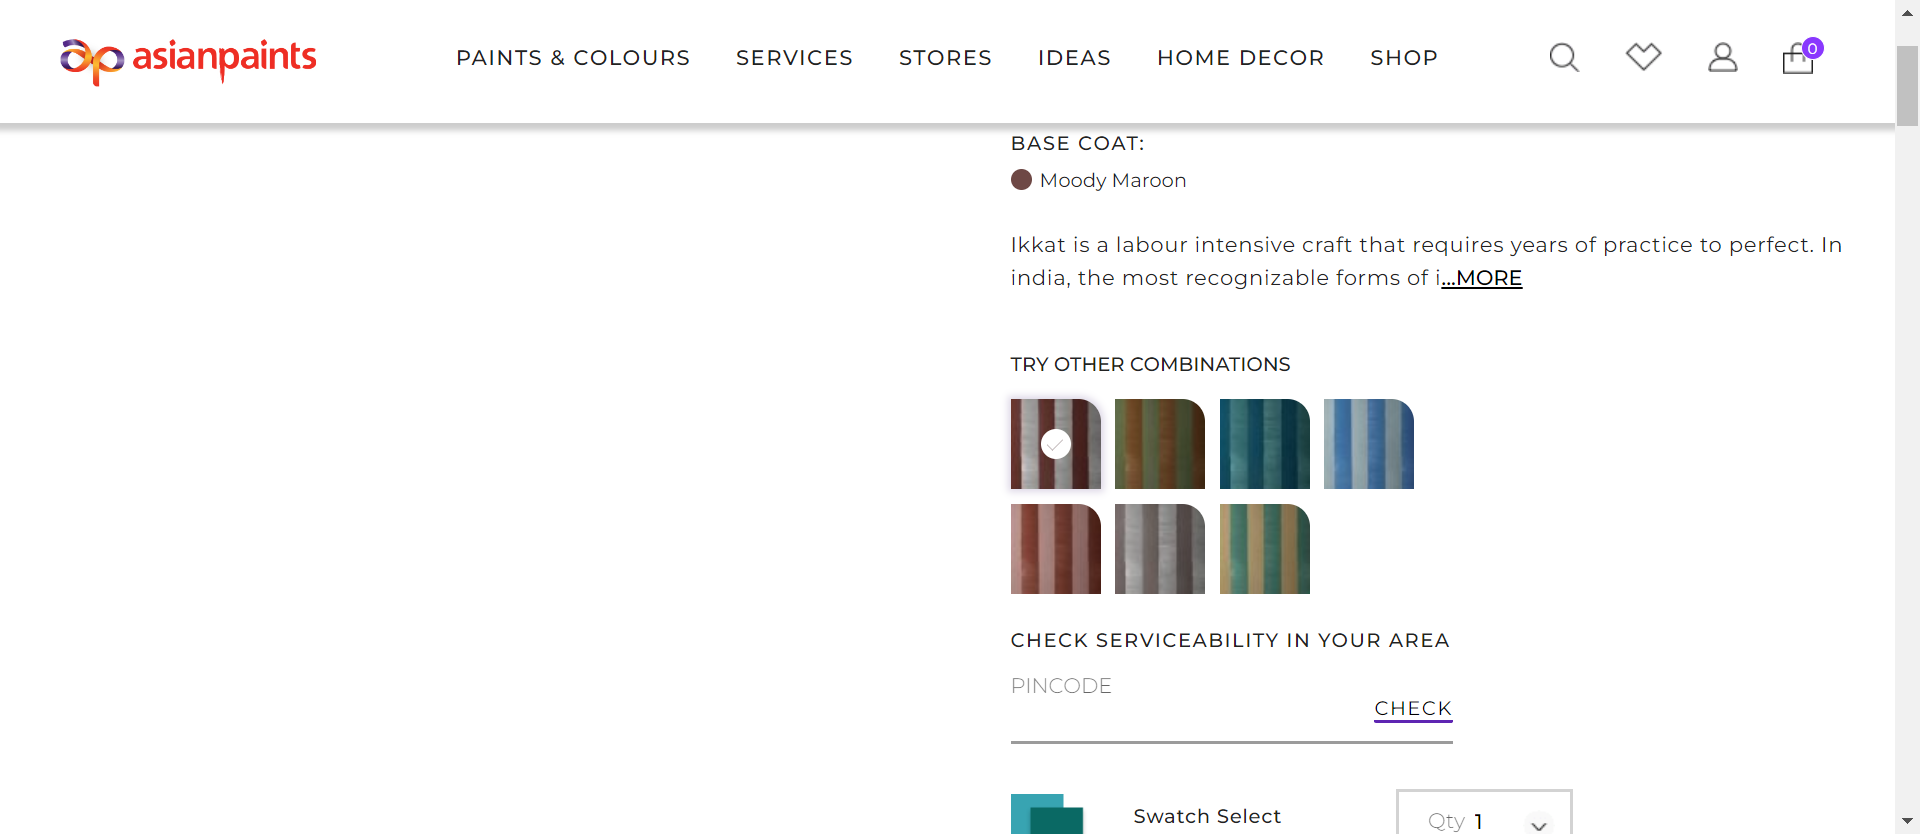 asianpaints
PAINTS & COLOURS SERVICES STORES IDEAS HOME DECOR SHOP
0
BASE COAT:
Moody Maroon
Ikkat is a labour intensive craft that requires years of practice to perfect. In
india, the most recognizable forms of i...MORE
TRY OTHER COMBINATIONS
CHECK SERVICEABILITY IN YOUR AREA
PINCODE
CHECK
Swatch Select
Qty 1